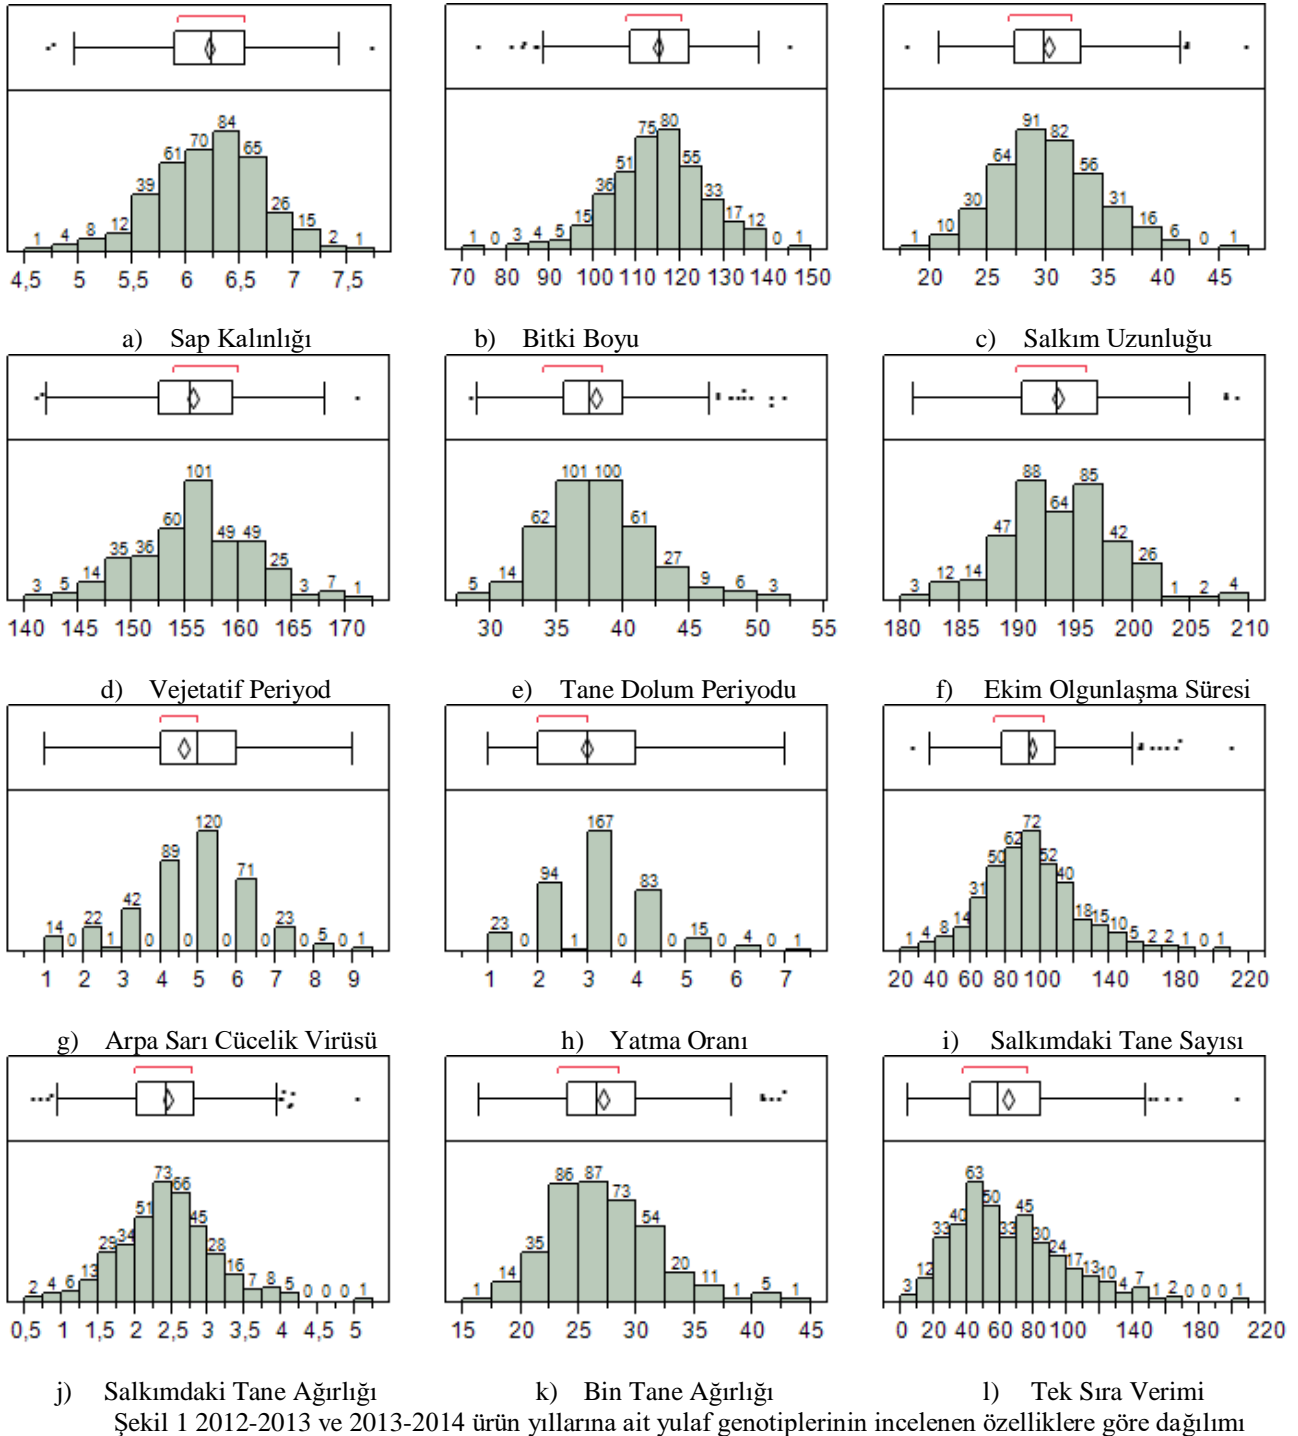 1 4 8 12 39 61 70 84 65 26 15 2 1
4,5 5 5,5 6 6,5 7 7,5
a) Sap Kalınlığı
1 0 3 4 5 15 36 51 75 80 55 33 17 12 0 1
70 80 90 100 110 120 130 140 150
b) Bitki Boyu
1 10 30 64 91 82 56 31 16 6 0 1
20 25 30 35 40 45
c) Salkım Uzunluğu
3 5 14 35 36 60 101 49 49 25 3 7 1
140 145 150 155 160 165 170
d) Vejetatif Periyod
5 14 62 101 100 61 27 9 6 3
30 35 40 45 50 55
e) Tane Dolum Periyodu
3 12 14 47 88 64 85 42 26 1 2 4
180 185 190 195 200 205 210
f) Ekim Olgunlaşma Süresi
14 0 22 1 42 0 89 0 120 0 71 0 23 0 5 0 1
1 2 3 4 5 6 7 8 9
g) Arpa Sarı Cücelik Virüsü
23 0 94 1 167 0 83 0 15 0 4 0 1
1 2 3 4 5 6 7
h) Yatma Oranı
1 4 8 14 31 50 62 72 52 40 18 15 10 5 2 2 1 0 1
20 40 60 80 100 140 180 220
i) Salkımdaki Tane Sayısı
2 4 6 13 29 34 51 73 66 45 28 16 7 8 5 0 0 0 1
0,5 1 1,5 2 2,5 3 3,5 4 4,5 5
j) Salkımdaki Tane Ağırlığı
1 14 35 86 87 73 54 20 11 1 5 1
15 20 25 30 35 40 45
k) Bin Tane Ağırlığı
3 12 33 40 63 50 33 45 30 24 17 13 10 4 7 1 2 0 0 0 1
0 20 40 60 80 100 140 180 220
l) Tek Sıra Verimi
Şekil 1 2012-2013 ve 2013-2014 ürün yıllarına ait yulaf genotiplerinin incelenen özelliklere göre dağılımı